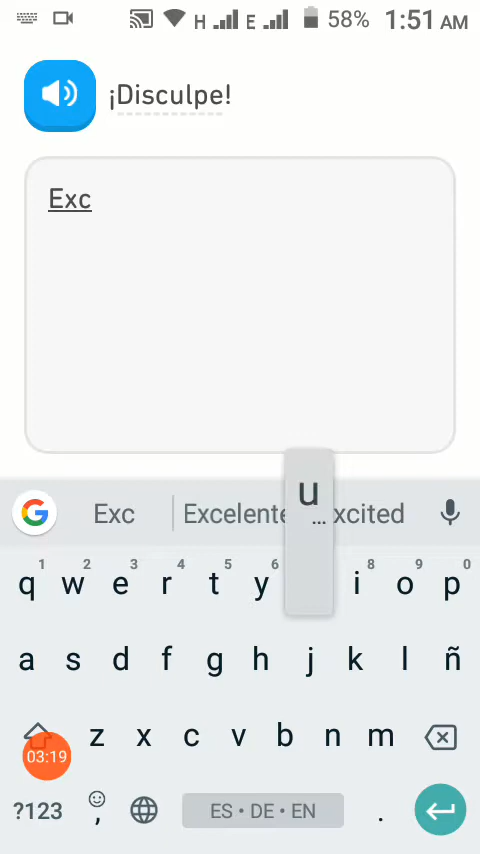 H E 58% 1:51 AM
¡Disculpe!
Exc
Exc Excelente xcited
u
...
1 2 3 4 5 6 8 9 0
q w e r t y i o p
a s d f g h j k l ñ
z x c v b n m
03:19
?123 , ES • DE • EN .